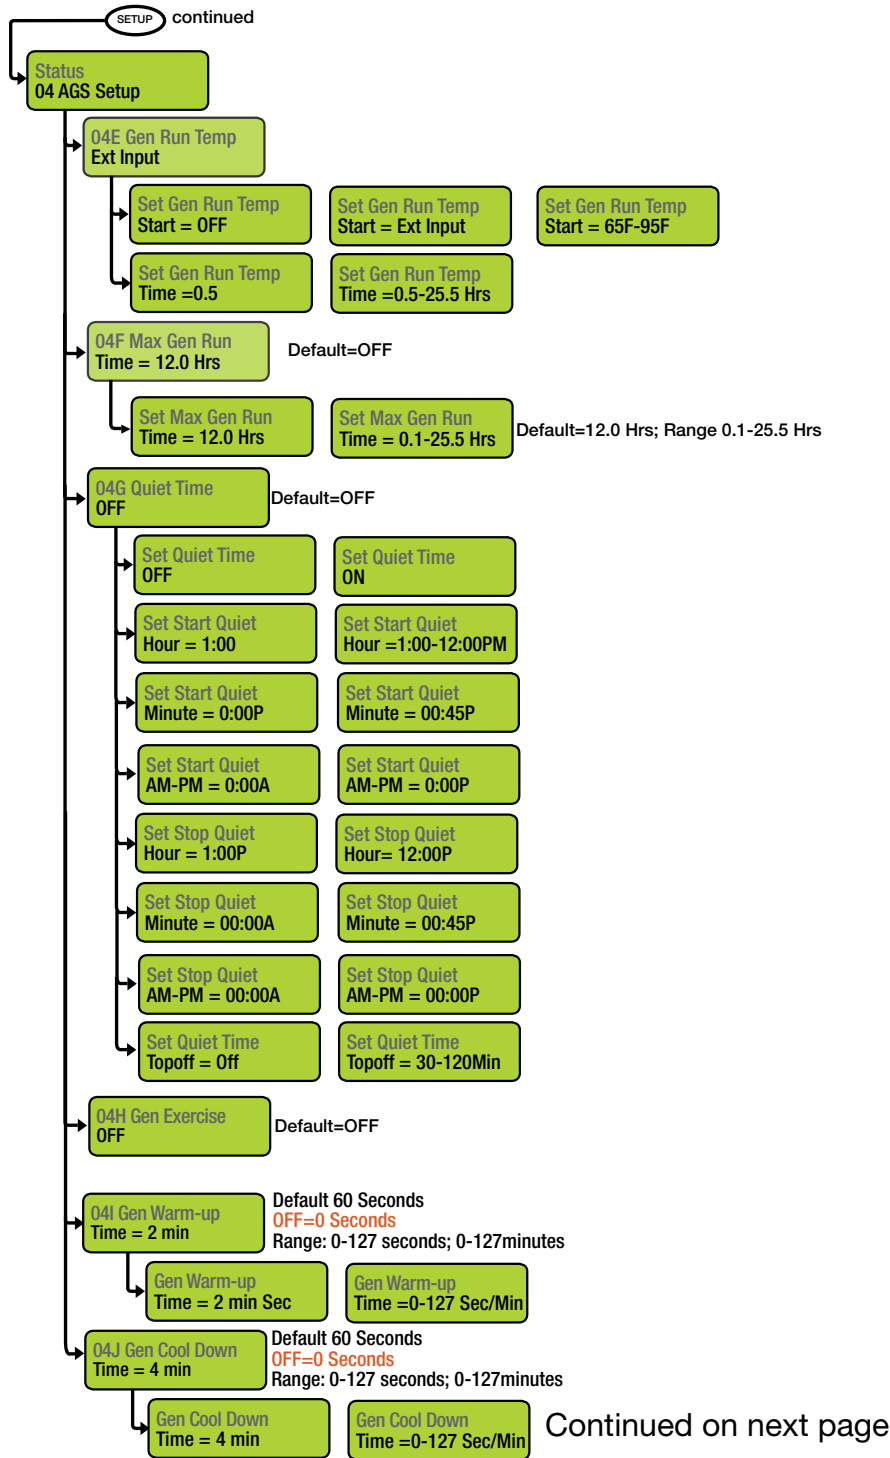 SETUP continued
Status
04 AGS Setup
04E Gen Run Temp
Ext Input
Set Gen Run Temp
Start = OFF
Set Gen Run Temp
Start = Ext Input
Set Gen Run Temp
Start = 65F-95F
Set Gen Run Temp
Time =0.5
Set Gen Run Temp
Time =0.5-25.5 Hrs
04F Max Gen Run
Time = 12.0 Hrs
Default=OFF
Set Max Gen Run
Time = 12.0 Hrs
Set Max Gen Run
Time = 0.1-25.5 Hrs
Default=12.0 Hrs; Range 0.1-25.5 Hrs
04G Quiet Time
OFF
Default=OFF
Set Quiet Time
OFF
Set Quiet Time
ON
Set Start Quiet
Hour = 1:00
Set Start Quiet
Hour =1:00-12:00PM
Set Start Quiet
Minute = 0:00P
Set Start Quiet
Minute = 00:45P
Set Start Quiet
AM-PM = 0:00A
Set Start Quiet
AM-PM = 0:00P
Set Stop Quiet
Hour = 1:00P
Set Stop Quiet
Hour= 12:00P
Set Stop Quiet
Minute = 00:00A
Set Stop Quiet
Minute = 00:45P
Set Stop Quiet
AM-PM = 00:00A
Set Stop Quiet
AM-PM = 00:00P
Set Quiet Time
Topoff = Off
Set Quiet Time
Topoff = 30-120Min
04H Gen Exercise
OFF
Default=OFF
04I Gen Warm-up
Time = 2 min
Default 60 Seconds
OFF=0 Seconds
Range: 0-127 seconds; 0-127minutes
Gen Warm-up
Time = 2 min Sec
Gen Warm-up
Time =0-127 Sec/Min
04J Gen Cool Down
Time = 4 min
Default 60 Seconds
OFF=0 Seconds
Range: 0-127 seconds; 0-127minutes
Gen Cool Down
Time = 4 min
Gen Cool Down
Time =0-127 Sec/Min
Continued on next page